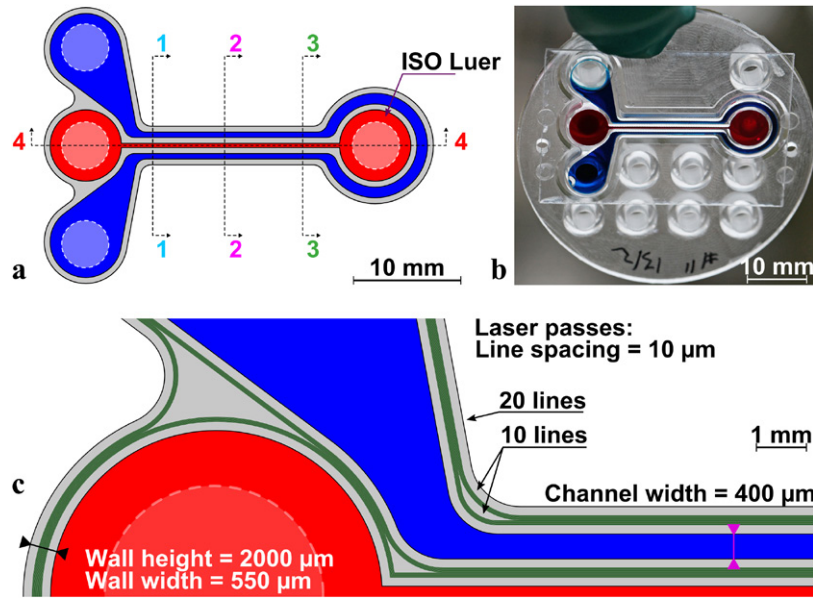 1 2 3
ISO Luer
4 4
1 2 3
10 mm
a
b
10 mm
Laser passes:
Line spacing = 10 µm
20 lines
10 lines
1 mm
c
Channel width = 400 µm
Wall height = 2000 µm
Wall width = 550 µm